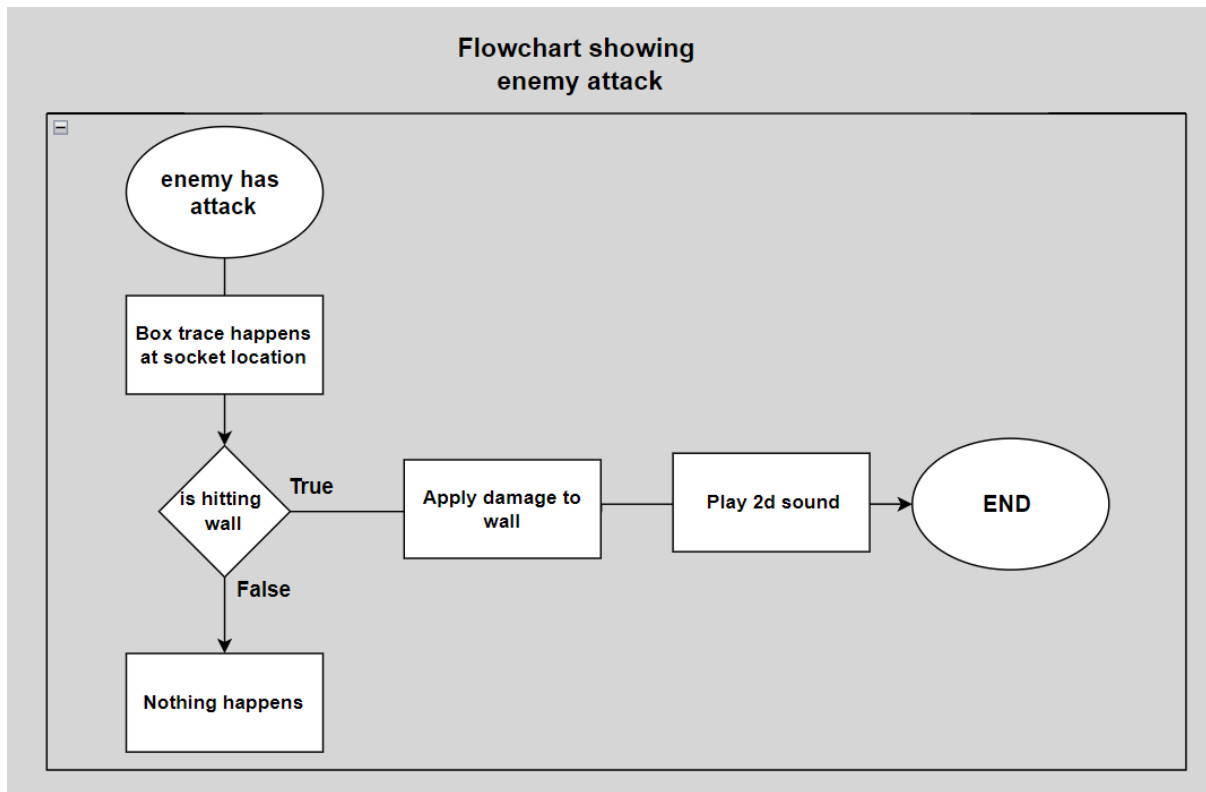 Flowchart showing
enemy attack
enemy has
attack
Box trace happens
at socket location
is hitting
wall
True
Apply damage to
wall
Play 2d sound
END
False
Nothing happens